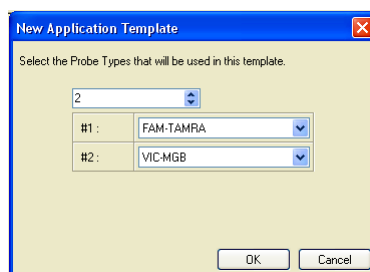 New Application Template
Select the Probe Types that will be used in this template.
2
#1 : FAM-TAMRA
#2 : VIC-MGB
OK Cancel